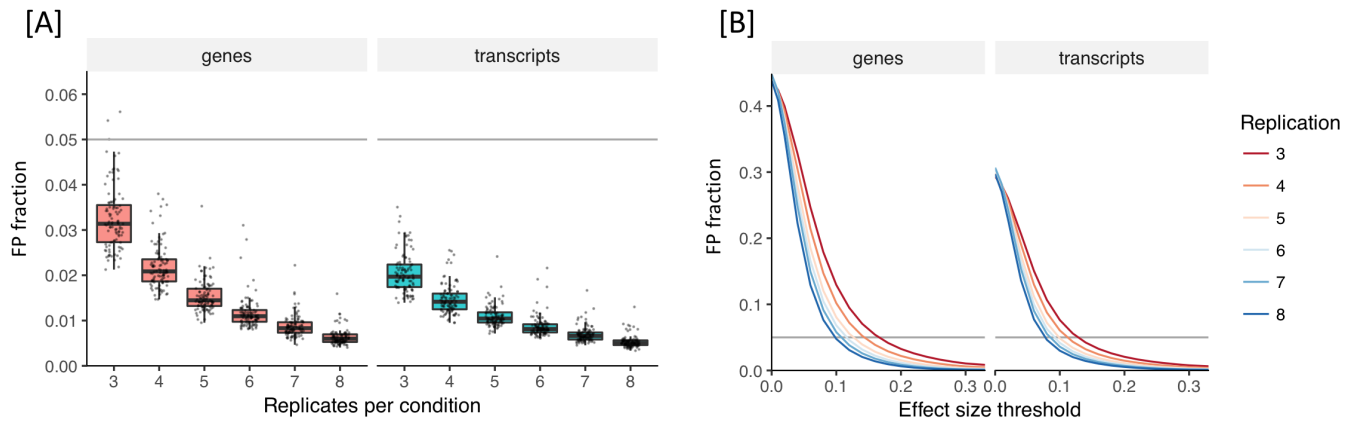 [A]
genes
transcripts
FP fraction
0.06
0.05
0.04
0.03
0.02
0.01
0.00
3 4 5 6 7 8
3 4 5 6 7 8
Replicates per condition
[B]
genes
transcripts
FP fraction
0.4
0.3
0.2
0.1
0.0
0.0 0.1 0.2 0.3
0.0 0.1 0.2 0.3
Effect size threshold
Replication
3
4
5
6
7
8